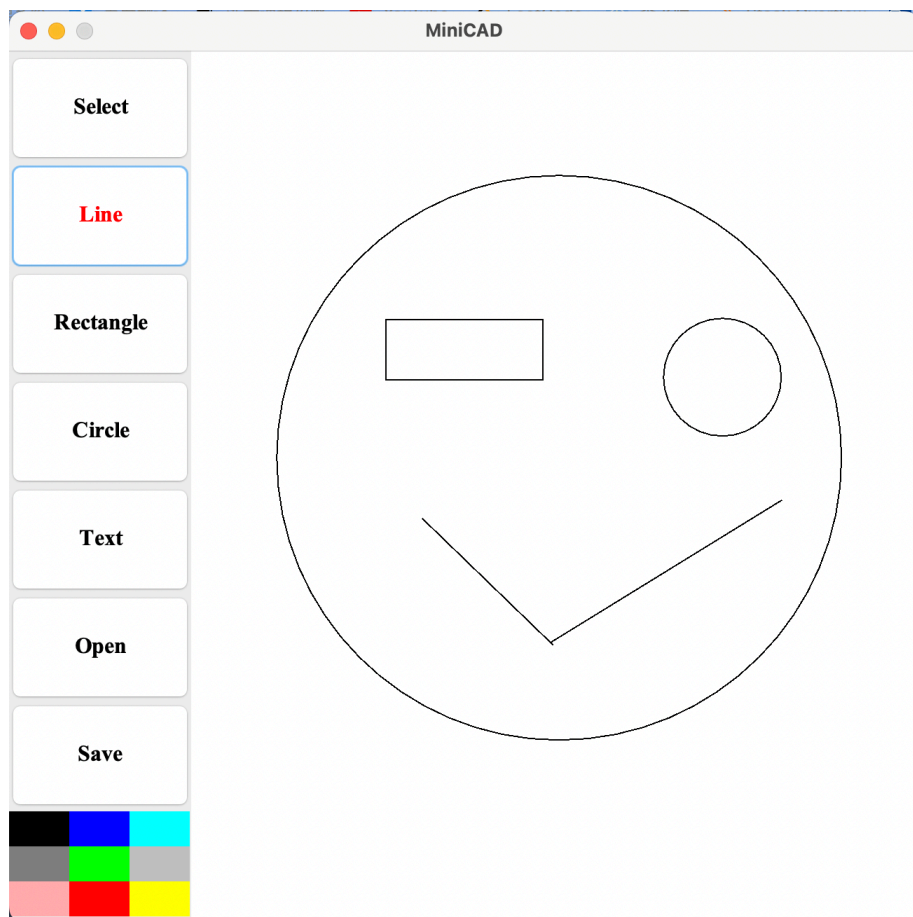 MiniCAD
Select
Line
Rectangle
Circle
Text
Open
Save